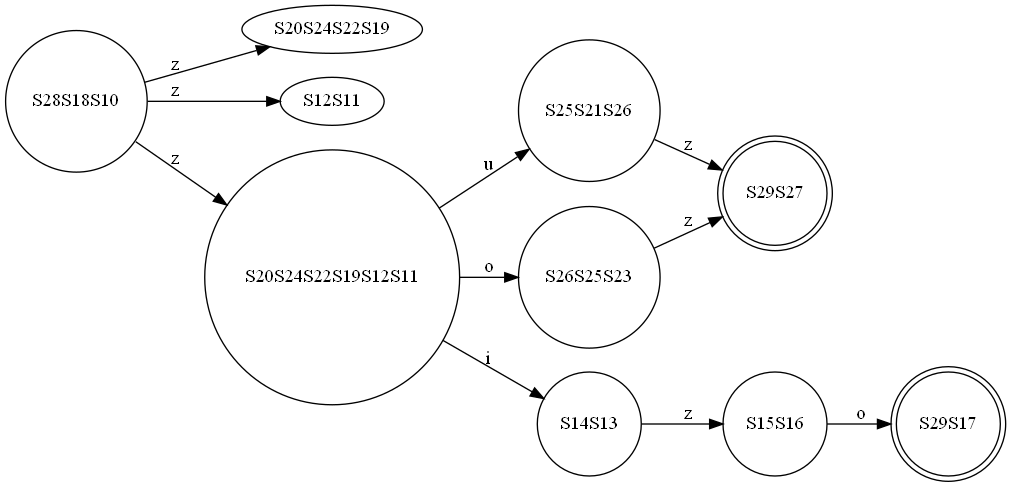 S20S24S22S19
z
S28S18S10
z
S12S11
z
S25S21S26
u
z
S29S27
z
S20S24S22S19S12S11
o
S26S25S23
i
S14S13
z
S15S16
o
S29S17